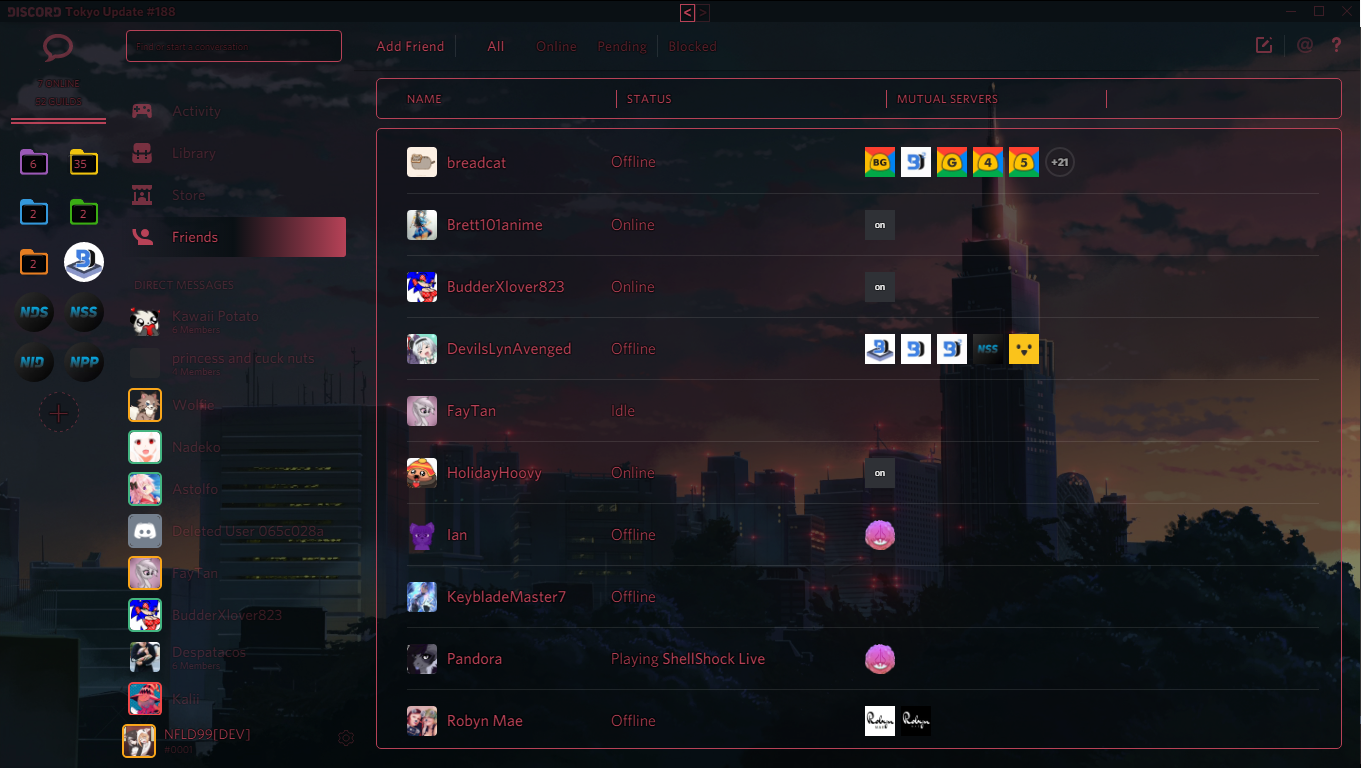 DISCORD Tokyo Update #188
< >
Find or start a conversation
Add Friend All Online Pending Blocked
@ ?
7 ONLINE
82 GUILDS
NAME STATUS MUTUAL SERVERS
Activity
Library
Store
Friends
6 35
2 2
2
NDS NSS
NID NPP
DIRECT MESSAGES
Kawaii Potato
6 Members
princess and cuck nuts
Wolfie
Nadeko
Astolfo
Deleted User 065c028a
FayTan
BudderXlover823
Despatacos
6 Members
Kalii
NFLD99[DEV]
#0001
breadcat Offline BG G 4 5 +21
Brett101anime Online on
BudderXlover823 Online on
DevilsLynAvenged Offline NSS
FayTan Idle
HolidayHoovy Online on
Ian Offline
KeybladeMaster7 Offline
Pandora Playing ShellShock Live
Robyn Mae Offline Robyn Robyn